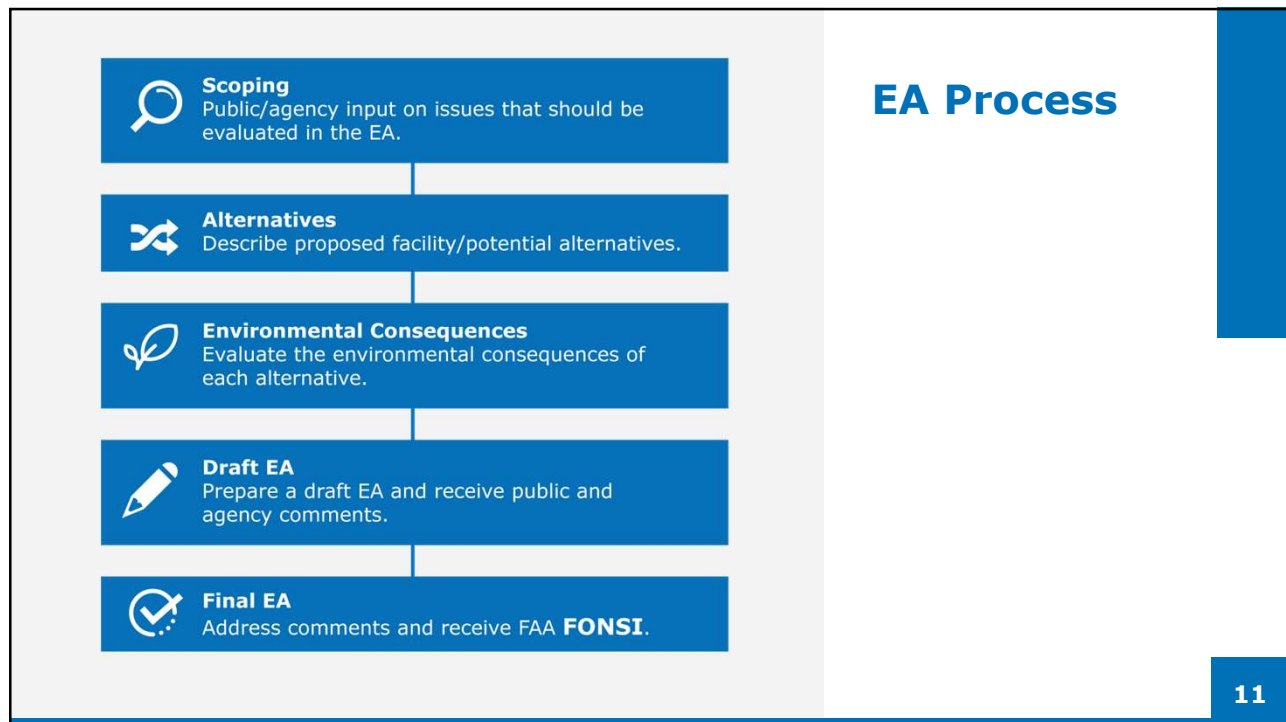 EA Process
Scoping
Public/agency input on issues that should be
evaluated in the EA.
Alternatives
Describe proposed facility/potential alternatives.
Environmental Consequences
Evaluate the environmental consequences of
each alternative.
Draft EA
Prepare a draft EA and receive public and
agency comments.
Final EA
Address comments and receive FAA FONSI.
11